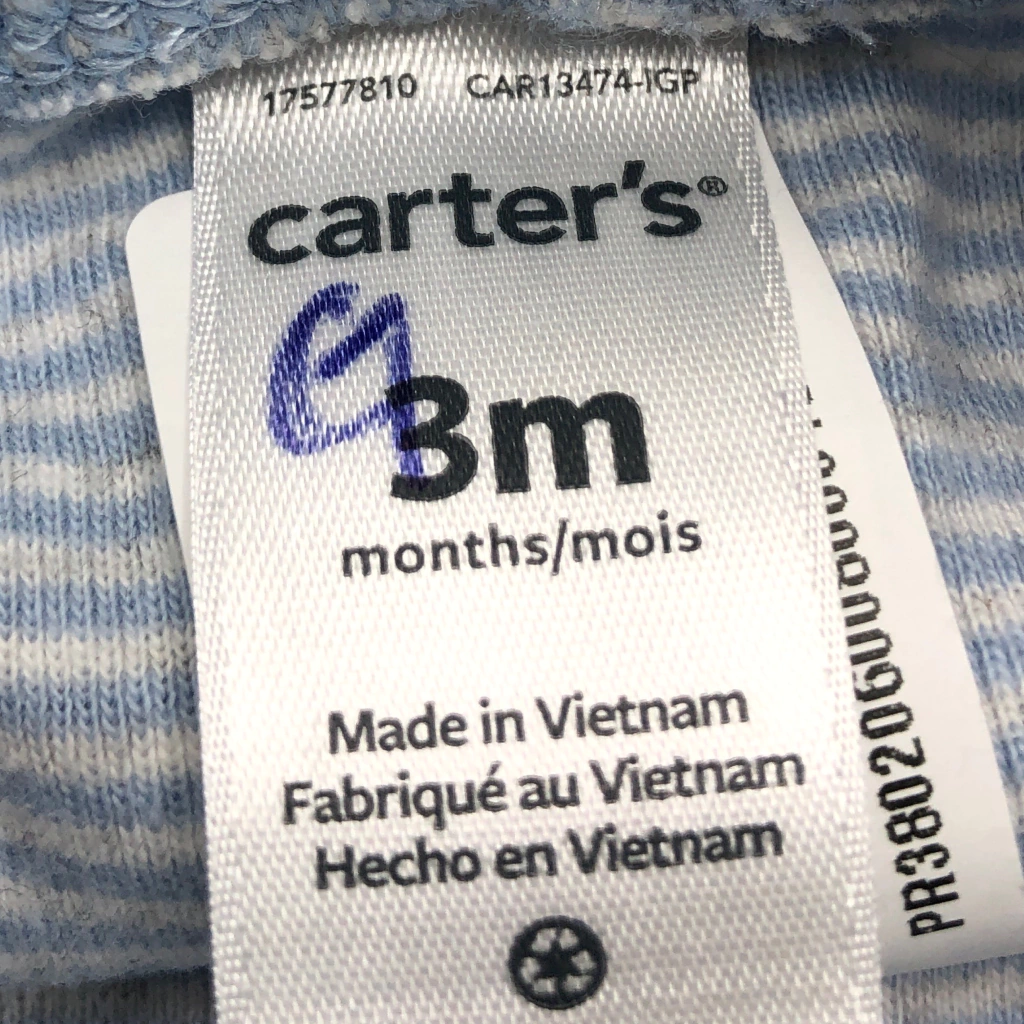 17577810 CAR13474-IGP
carter's®
3m
months/mois
Made in Vietnam
Fabriqué au Vietnam
Hecho en Vietnam